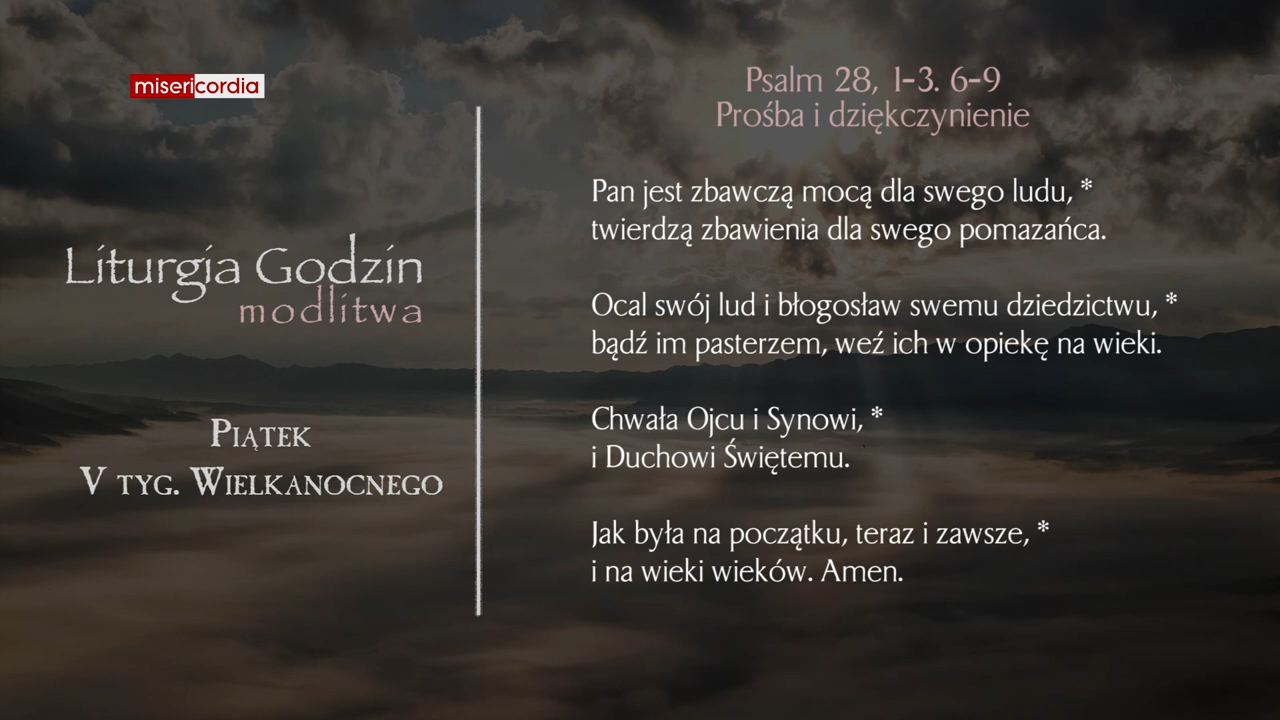 misericordia
Liturgia Godzin
modlitwa
Piątek
V tyg. Wielkanocnego
Psalm 28, 1-3. 6-9
Prośba i dziękczynienie
Pan jest zbawczą mocą dla swego ludu, *
twierdzą zbawienia dla swego pomazańca.
Ocal swój lud i błogosław swemu dziedzictwu, *
bądź im pasterzem, weź ich w opiekę na wieki.
Chwała Ojcu i Synowi, *
i Duchowi Świętemu.
Jak była na początku, teraz i zawsze, *
i na wieki wieków. Amen.